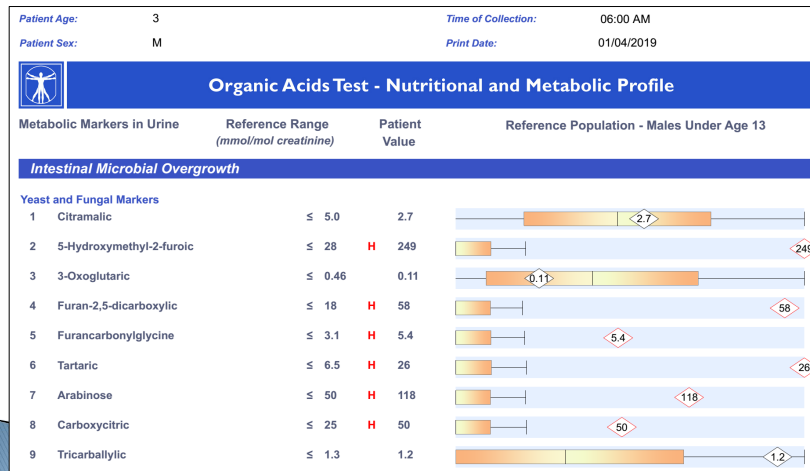 Patient Age: 3 Time of Collection: 06:00 AM
Patient Sex: M Print Date: 01/04/2019
Organic Acids Test - Nutritional and Metabolic Profile
Metabolic Markers in Urine Reference Range Patient Reference Population - Males Under Age 13
(mmol/mol creatinine) Value
Intestinal Microbial Overgrowth
Yeast and Fungal Markers
1 Citramalic ≤ 5.0 2.7 2.7
2 5-Hydroxymethyl-2-furoic ≤ 28 H 249 249
3 3-Oxoglutaric ≤ 0.46 0.11 0.11
4 Furan-2,5-dicarboxylic ≤ 18 H 58 58
5 Furancarbonylglycine ≤ 3.1 H 5.4 5.4
6 Tartaric ≤ 6.5 H 26 26
7 Arabinose ≤ 50 H 118 118
8 Carboxycitric ≤ 25 H 50 50
9 Tricarballylic ≤ 1.3 1.2 1.2